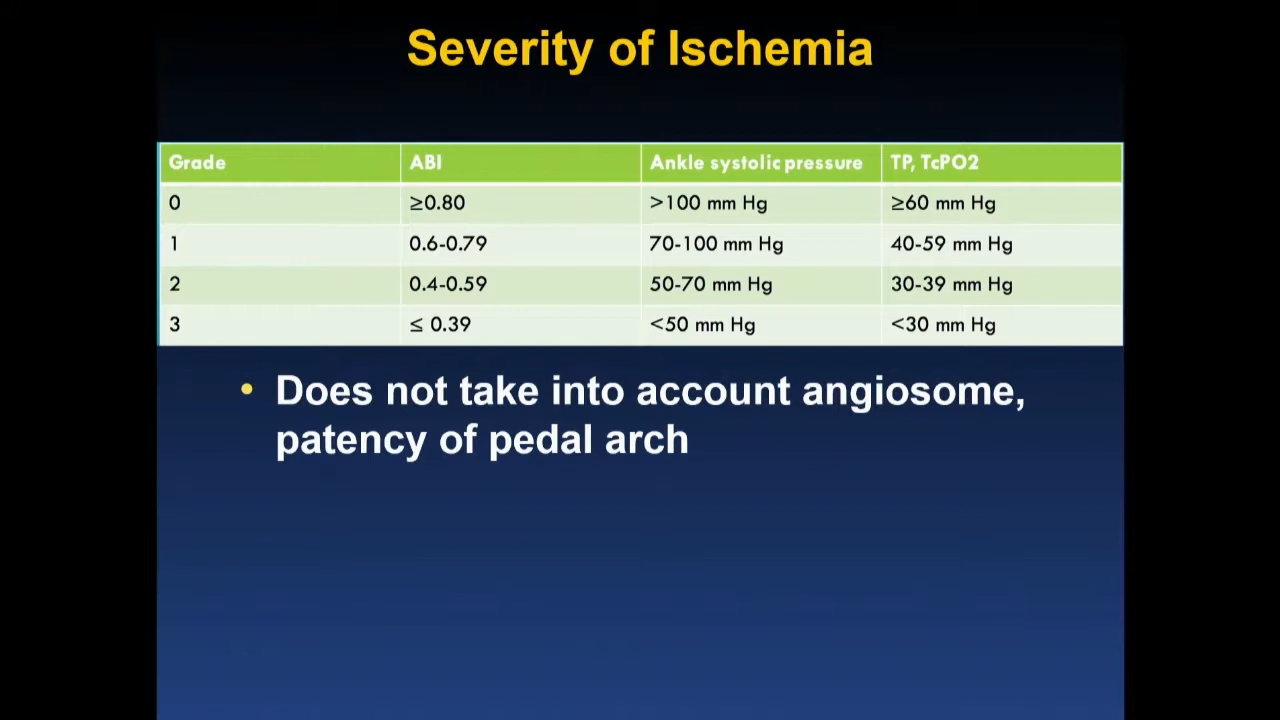 Severity of Ischemia
Grade ABI Ankle systolic pressure TP, TcPO2
0 ≥0.80 >100 mm Hg ≥60 mm Hg
1 0.6-0.79 70-100 mm Hg 40-59 mm Hg
2 0.4-0.59 50-70 mm Hg 30-39 mm Hg
3 ≤ 0.39 <50 mm Hg <30 mm Hg
• Does not take into account angiosome,
patency of pedal arch